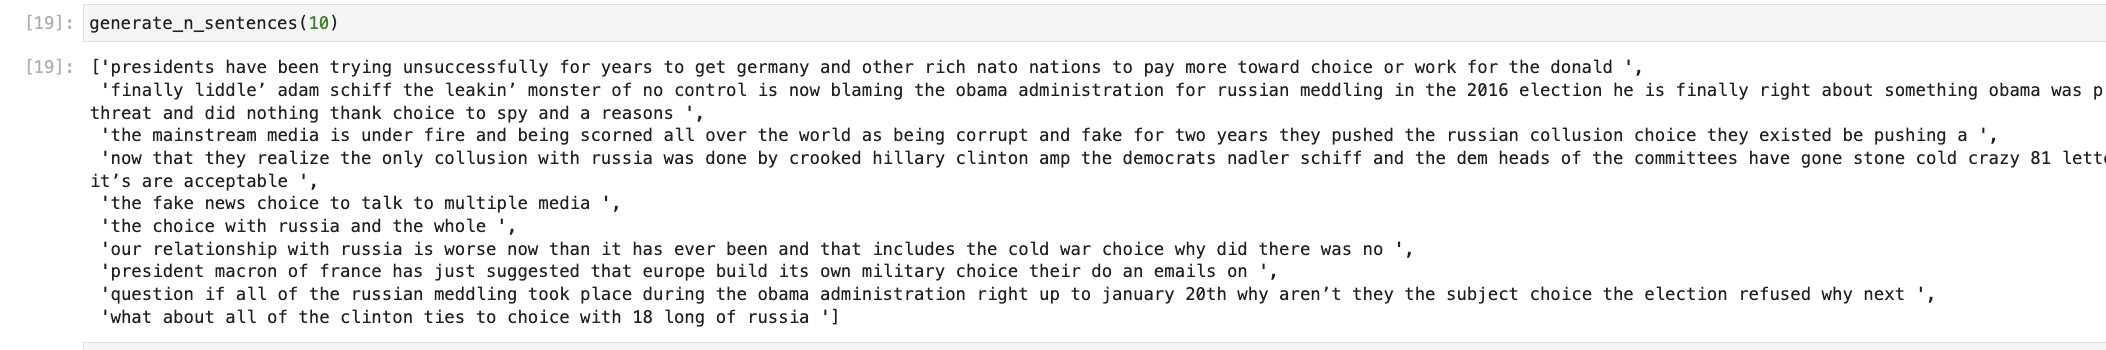 [19]: generate_n_sentences(10)
[19]: ['presidents have been trying unsuccessfully for years to get germany and other rich nato nations to pay more toward choice or work for the donald ',
'finally liddle’ adam schiff the leakin’ monster of no control is now blaming the obama administration for russian meddling in the 2016 election he is finally right about something obama was p
threat and did nothing thank choice to spy and a reasons ',
'the mainstream media is under fire and being scorned all over the world as being corrupt and fake for two years they pushed the russian collusion choice they existed be pushing a ',
'now that they realize the only collusion with russia was done by crooked hillary clinton amp the democrats nadler schiff and the dem heads of the committees have gone stone cold crazy 81
it’s are acceptable ',
'the fake news choice to talk to multiple media ',
'the choice with russia and the whole ',
'our relationship with russia is worse now than it has ever been and that includes the cold war choice why did there was no ',
'president macron of france has just suggested that europe build its own military choice their do an emails on ',
'question if all of the russian meddling took place during the obama administration right up to january 20th why aren’t they the subject choice the election refused why next ',
'what about all of the clinton ties to choice with 18 long of russia ']